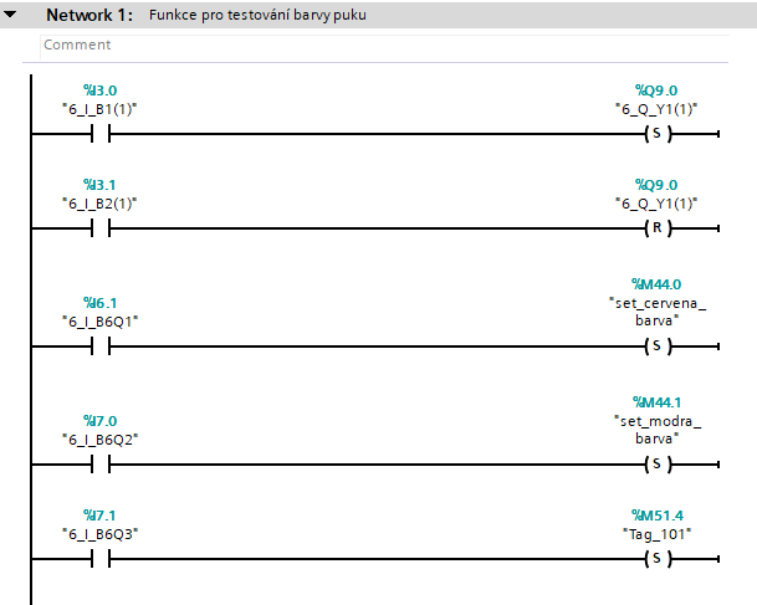 Network 1: Funkce pro testování barvy puku
Comment
%I3.0 %Q9.0
"6_I_B1(1)" "6_Q_Y1(1)"
S
%I3.1 %Q9.0
"6_I_B2(1)" "6_Q_Y1(1)"
R
%M44.0
%I6.1 "set_cervena_
"6_I_B6Q1" barva"
S
%M44.1
%I7.0 "set_modra_
"6_I_B6Q2" barva"
S
%I7.1 %M51.4
"6_I_B6Q3" "Tag_101"
S